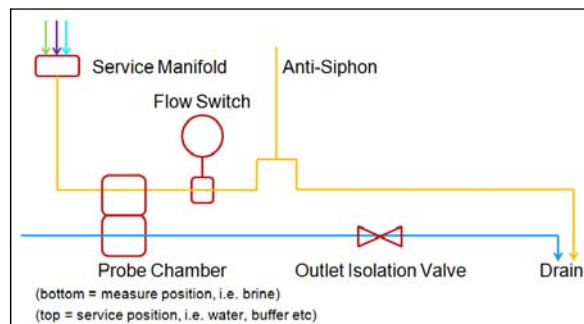 Service Manifold
Anti-Siphon
Flow Switch
Probe Chamber
Outlet Isolation Valve
Drain
(bottom = measure position, i.e. brine)
(top = service position, i.e. water, buffer etc)